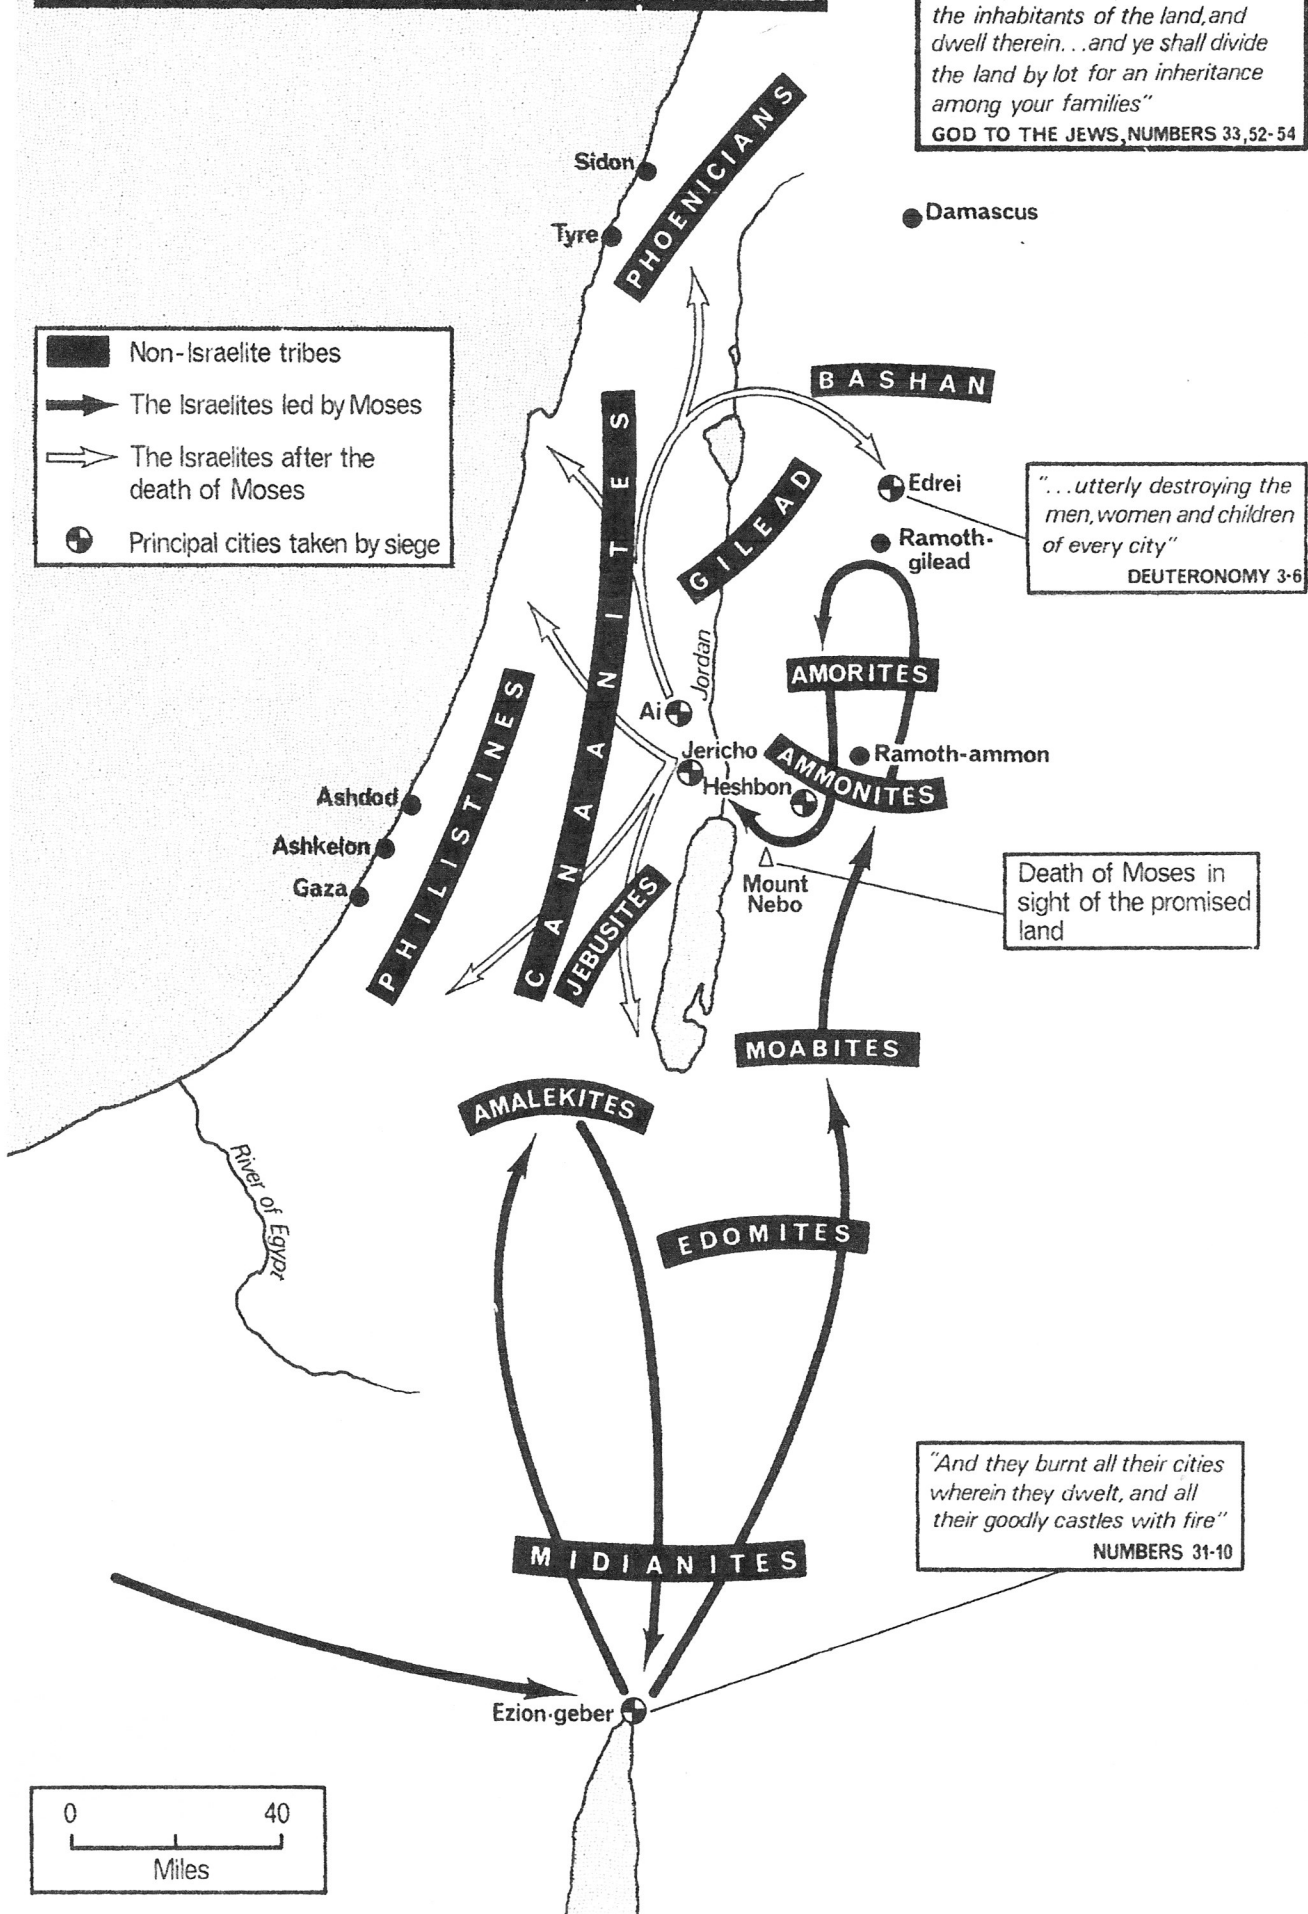 the inhabitants of the land, and
dwell therein...and ye shall divide
the land by lot for an inheritance
among your families"
GOD TO THE JEWS, NUMBERS 33,52-54
PHOENICIANS
Sidon
Damascus
Tyre
Non-Israelite tribes
The Israelites led by Moses
The Israelites after the
death of Moses
Principal cities taken by siege
BASHAN
CANAANITES
GILEAD
Edrei
"...utterly destroying the
men, women and children
of every city"
DEUTERONOMY 3·6
Ramoth-
gilead
Jordan
AMORITES
PHILISTINES
Ai
Jericho
Ramoth-ammon
Heshbon
AMMONITES
Ashdod
Ashkelon
Gaza
JEBUSITES
Mount
Nebo
Death of Moses in
sight of the promised
land
MOABITES
AMALEKITES
River of Egypt
EDOMITES
"And they burnt all their cities
wherein they dwelt, and all
their goodly castles with fire"
NUMBERS 31-10
MIDIANITES
Ezion·geber
0 40
Miles